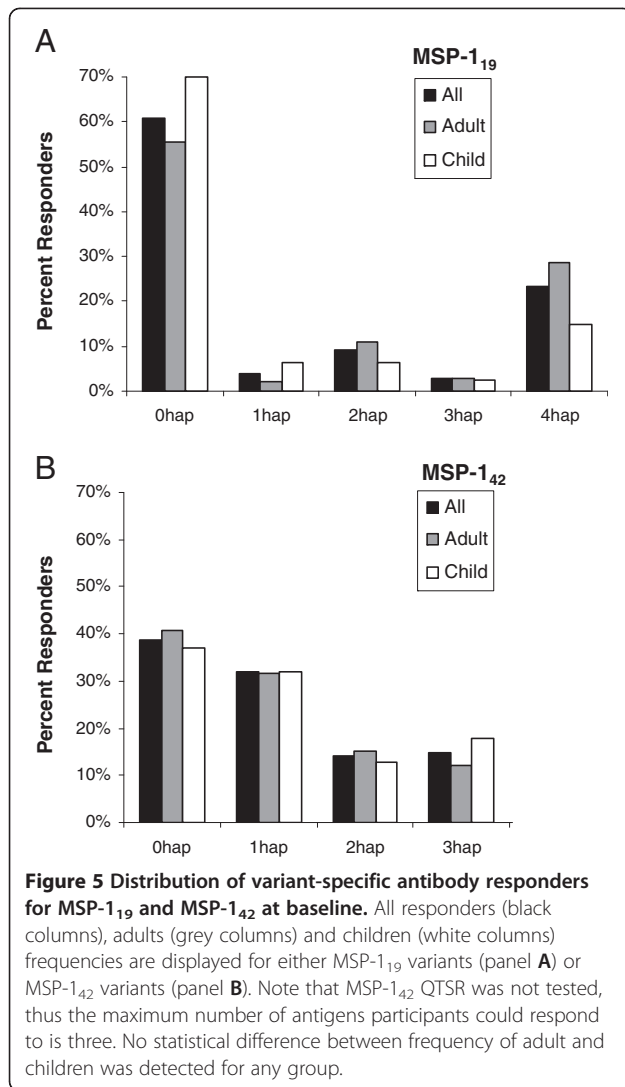 A
MSP-1₁₉
All
Adult
Child
Percent Responders
70%
60%
50%
40%
30%
20%
10%
0%
0hap 1hap 2hap 3hap 4hap
B
MSP-1₄₂
All
Adult
Child
Percent Responders
70%
60%
50%
40%
30%
20%
10%
0%
0hap 1hap 2hap 3hap
Figure 5 Distribution of variant-specific antibody responders
for MSP-1₁₉ and MSP-1₄₂ at baseline. All responders (black
columns), adults (grey columns) and children (white columns)
frequencies are displayed for either MSP-1₁₉ variants (panel A) or
MSP-1₄₂ variants (panel B). Note that MSP-1₄₂ QTSR was not tested,
thus the maximum number of antigens participants could respond
to is three. No statistical difference between frequency of adult and
children was detected for any group.